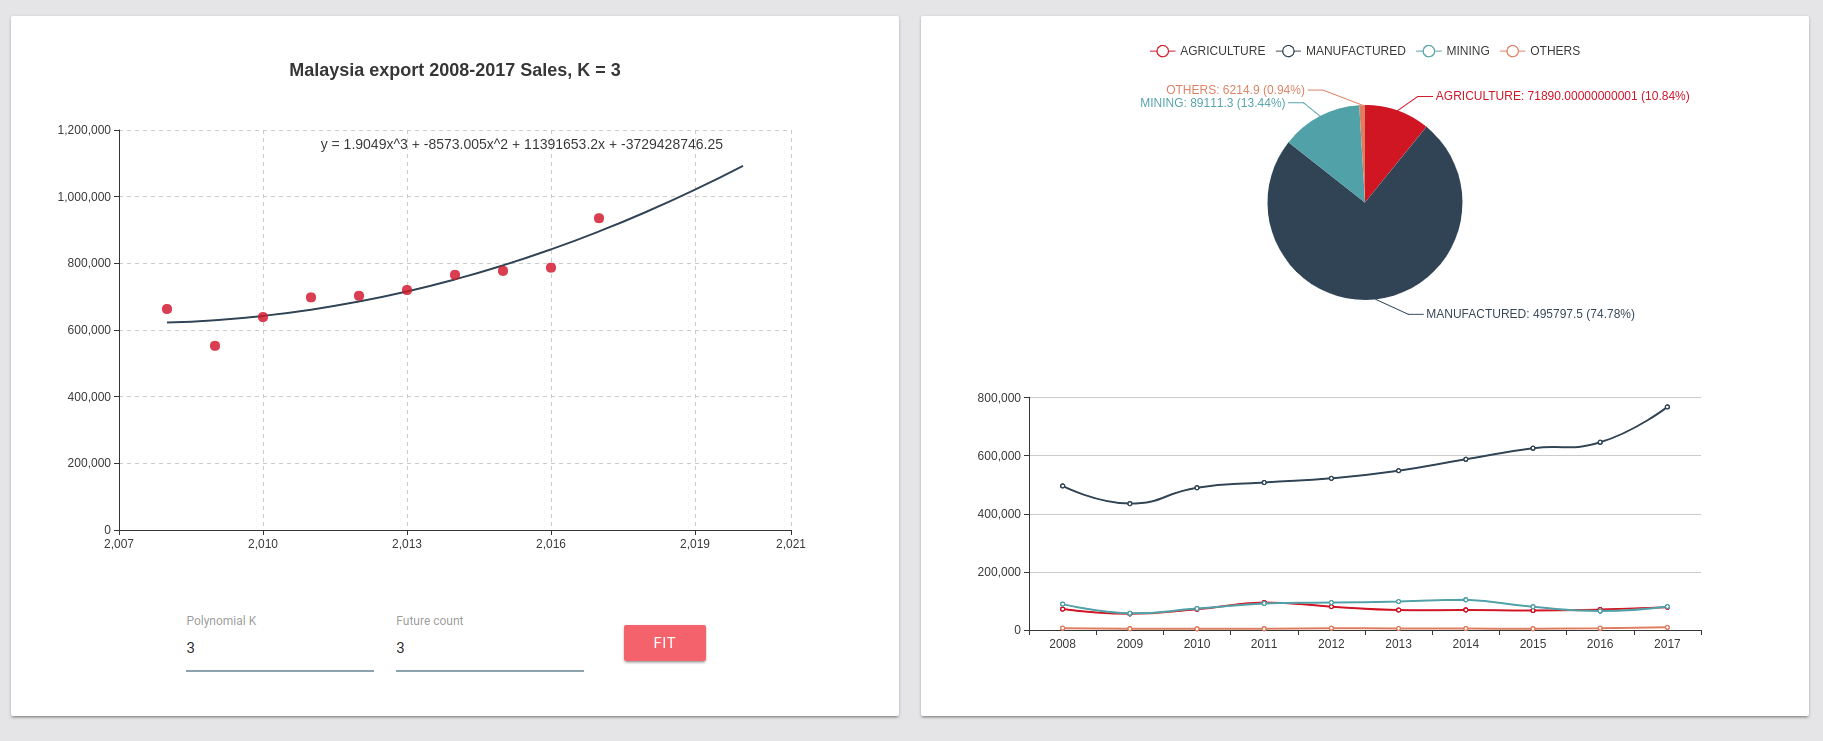 Malaysia export 2008-2017 Sales, K = 3
1,200,000
y = 1.9049x^3 + -8573.005x^2 + 11391653.2x + -3729428746.25
1,000,000
800,000
600,000
400,000
200,000
0
2,007 2,010 2,013 2,016 2,019 2,021
Polynomial K Future count
3 3 FIT
AGRICULTURE MANUFACTURED MINING OTHERS
OTHERS: 6214.9 (0.94%)
MINING: 89111.3 (13.44%)
AGRICULTURE: 71890.00000000001 (10.84%)
MANUFACTURED: 495797.5 (74.78%)
800,000
600,000
400,000
200,000
0
2008 2009 2010 2011 2012 2013 2014 2015 2016 2017